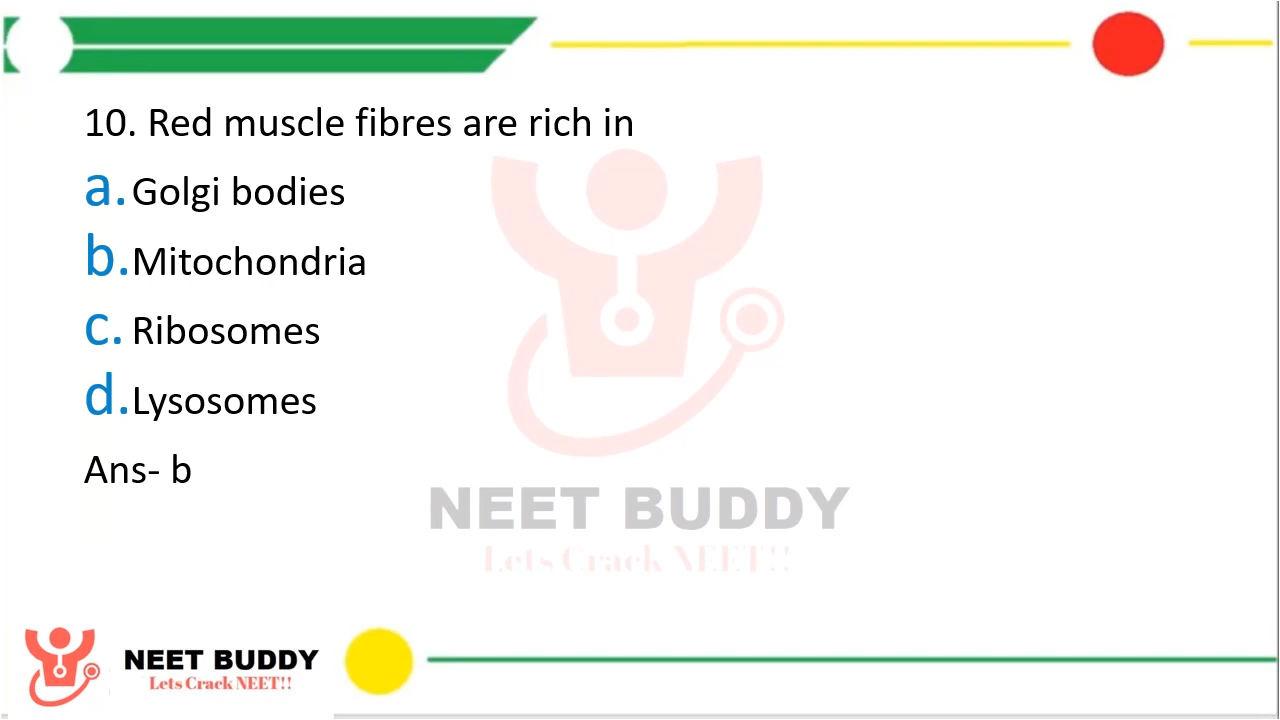 10. Red muscle fibres are rich in
a. Golgi bodies
b. Mitochondria
c. Ribosomes
d. Lysosomes
Ans- b
NEET BUDDY
Lets Crack NEET!!
NEET BUDDY
Lets Crack NEET!!